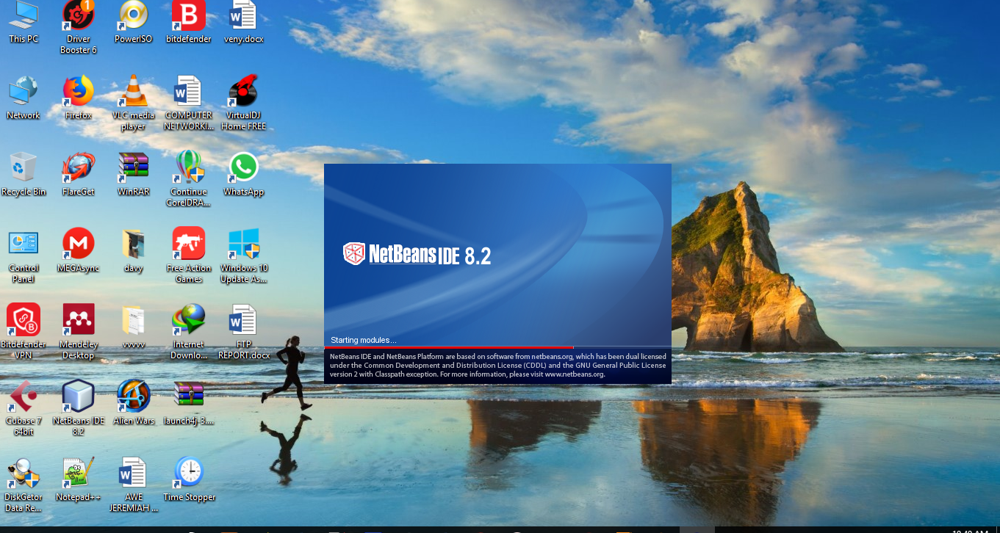 This PC
Driver
Booster 6
1
PowerISO
B
bitdefender
W
veny.docx
Network
Firefox
VLC media
player
W
COMPUTER
NETWORKI...
VirtualDJ
Home FREE
Recycle Bin
FlareGet
WinRAR
Continue
CorelDRA...
WhatsApp
Control
Panel
M
MEGAsync
davy
Free Action
Games
Windows 10
Update As...
B
Bitdefender
VPN
Mendeley
Desktop
vvvvv
Internet
Downlo...
W
FTP
REPORT.docx
Cubase 7
64bit
NetBeans IDE
8.2
Alien Wars
launch4j-3....
DiskGetor
Data Re...
Notepad++
W
AWE
JEREMIAH ...
Time Stopper
NetBeans IDE 8.2
Starting modules...
NetBeans IDE and NetBeans Platform are based on software from netbeans.org, which has been dual licensed
under the Common Development and Distribution License (CDDL) and the GNU General Public License
version 2 with Classpath exception. For more information, please visit www.netbeans.org.